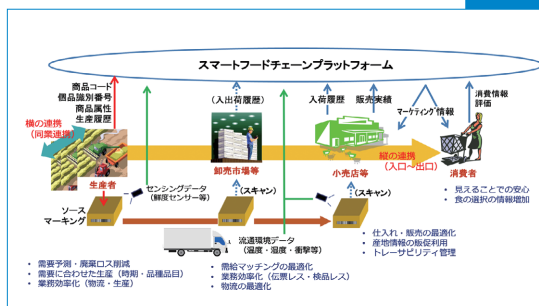 スマートフードチェーンプラットフォーム
商品コード
個品識別番号
商品属性
生産履歴
(入出荷履歴)
入荷履歴
販売実績
マーケティング情報
消費情報
評価
横の連携
(同業連携)
縦の連携
(入口~出口)
生産者
卸売市場等
小売店等
消費者
センシングデータ
(鮮度センサー等)
(スキャン)
(スキャン)
ソース
マーキング
流通環境データ
(温度・湿度・衝撃等)
・見えることでの安心
・食の選択の情報増加
・需要予測・廃棄ロス削減
・需要に合わせた生産(時期・品種品目)
・業務効率化(物流・生産)
・需給マッチングの最適化
・業務効率化(伝票レス・検品レス)
・物流の最適化
・仕入れ・販売の最適化
・産地情報の販促利用
・トレーサビリティ管理